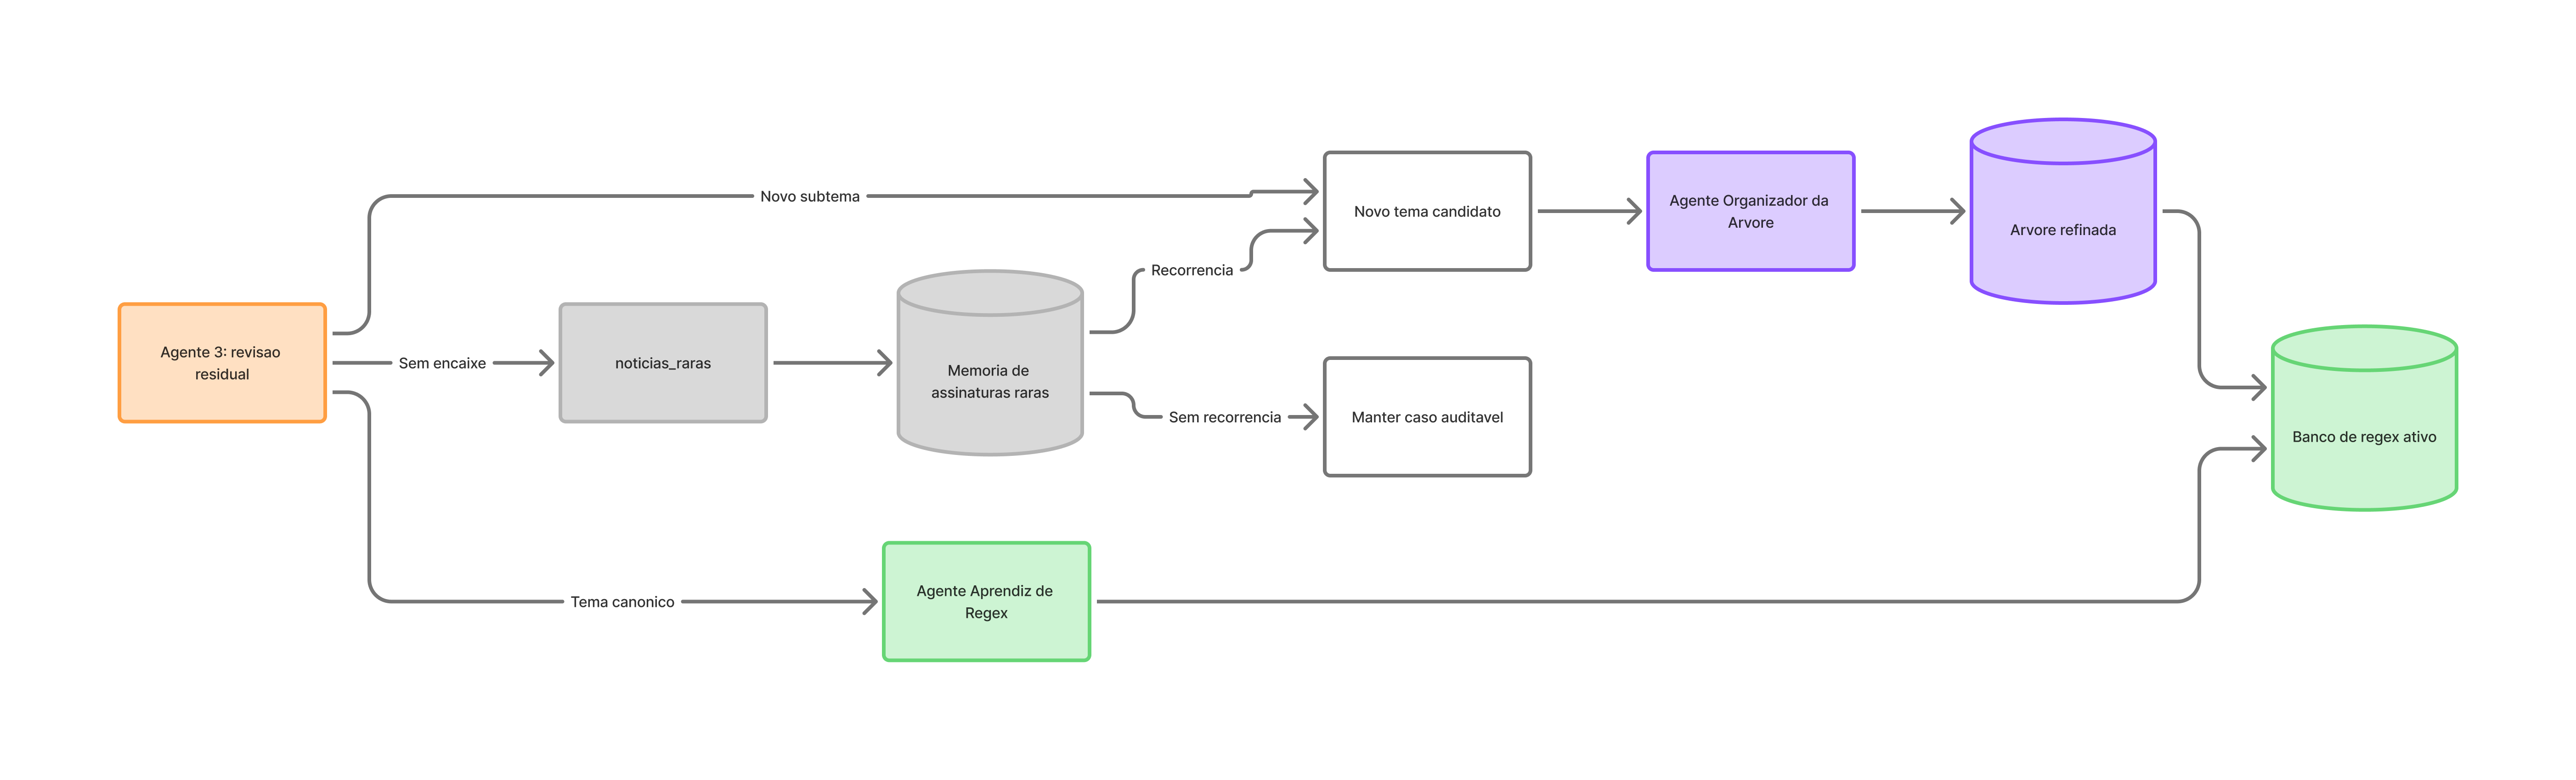 Novo subtema
Novo tema candidato
Agente Organizador da
Arvore
Arvore refinada
Recorrencia
Agente 3: revisao
residual
Sem encaixe
noticias_raras
Memoria de
assinaturas raras
Sem recorrencia
Manter caso auditavel
Banco de regex ativo
Tema canonico
Agente Aprendiz de
Regex